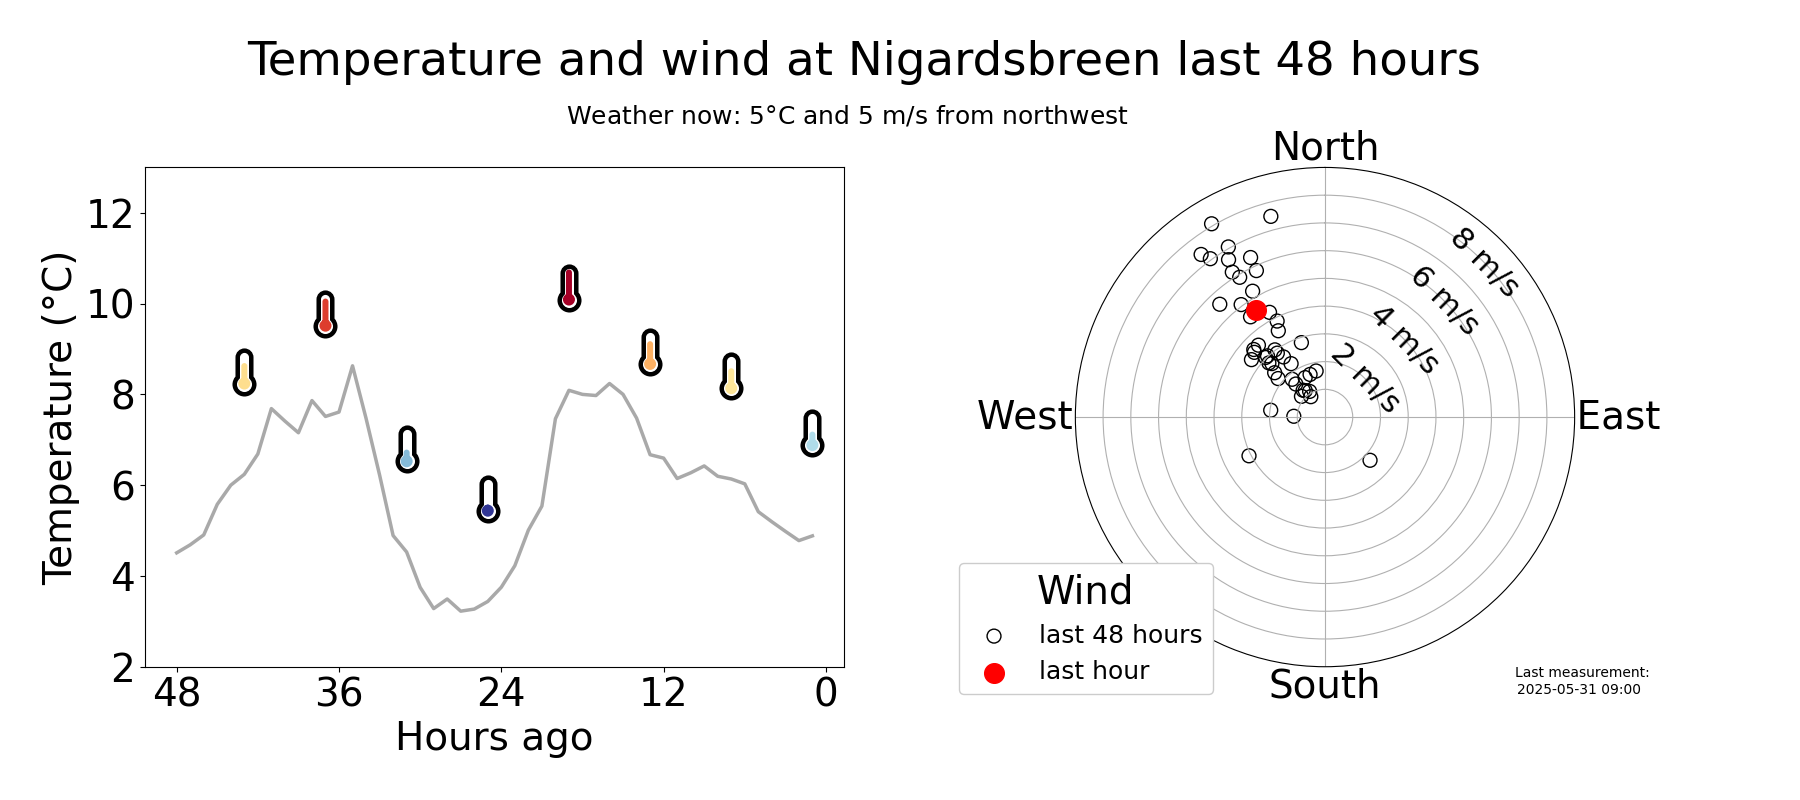 Temperature and wind at Nigardsbreen last 48 hours
Weather now: 5°C and 5 m/s from northwest
Temperature (°C)
12
10
8
6
4
2
48 36 24 12 0
Hours ago
North
West
East
South
8 m/s
6 m/s
4 m/s
2 m/s
Wind
last 48 hours
last hour
Last measurement:
2025-05-31 09:00